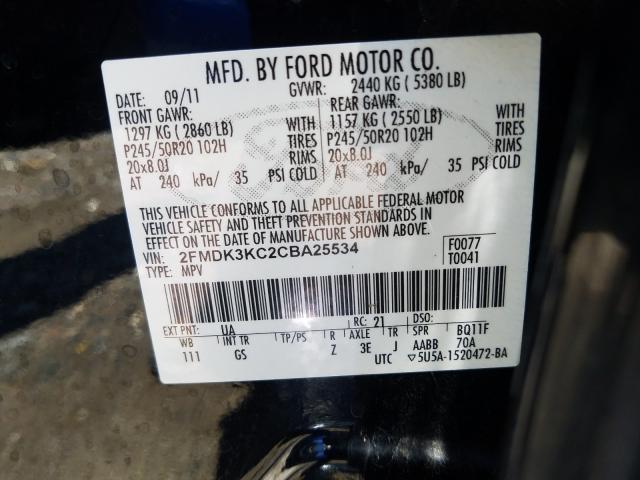 MFD. BY FORD MOTOR CO.
DATE: 09/11 GVWR: 2440 KG ( 5380 LB)
FRONT GAWR: REAR GAWR:
1297 KG ( 2860 LB) WITH 1157 KG ( 2550 LB) WITH
P245/50R20 102H TIRES P245/50R20 102H TIRES
20x8.0J RIMS 20x8.0J RIMS
AT 240 kPa/ 35 PSI COLD AT 240 kPa/ 35 PSI COLD
THIS VEHICLE CONFORMS TO ALL APPLICABLE FEDERAL MOTOR
VEHICLE SAFETY AND THEFT PREVENTION STANDARDS IN
EFFECT ON THE DATE OF MANUFACTURE SHOWN ABOVE.
VIN: 2FMDK3KC2CBA25534 F0077
TYPE: MPV T0041
EXT PNT: UA RC: 21 DSO:
WB INT TR TP/PS R AXLE TR SPR BQ11F
111 GS Z 3E J AABB 70A
UTC ▽5U5A-1520472-BA